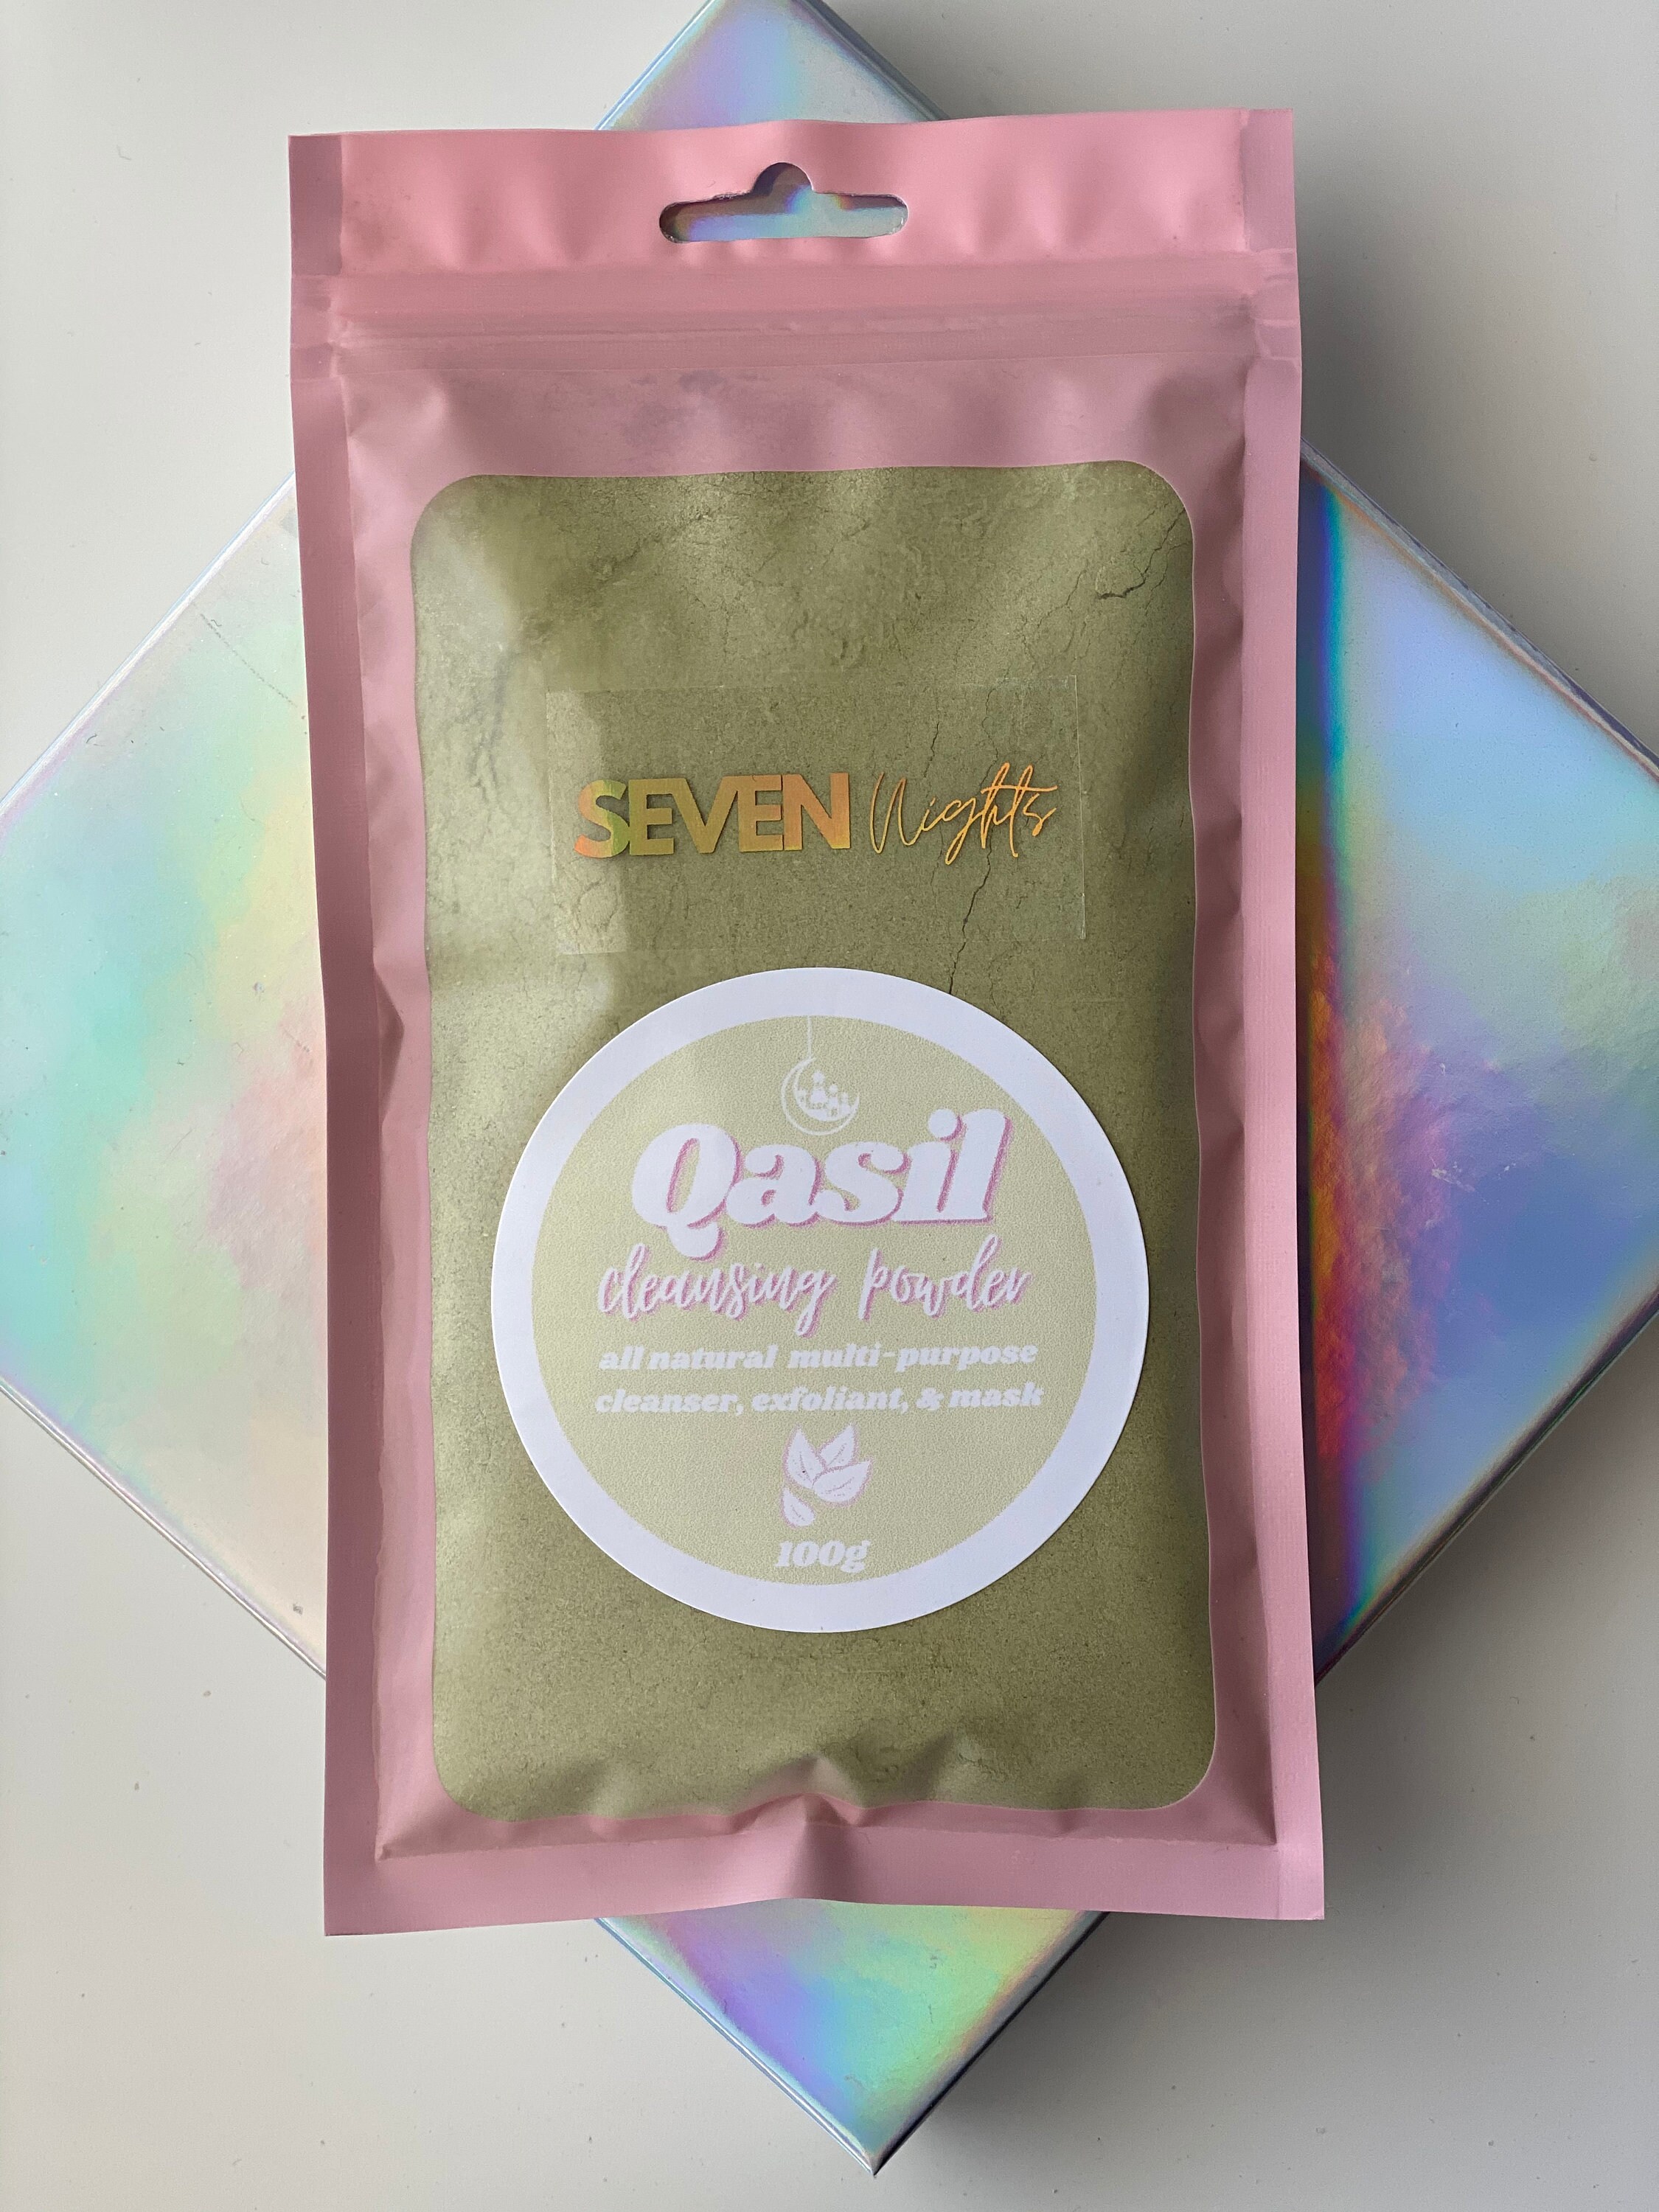 SEVEN Nights
Qasil
cleansing powder
all natural multi-purpose
cleanser, exfoliant, & mask
100g